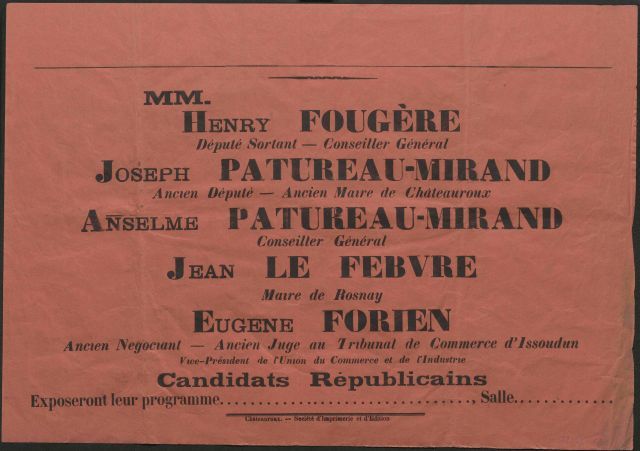 MM.
Henry FOUGÈRE
Député Sortant — Conseiller Général
Joseph PATUREAU-MIRAND
Ancien Député — Ancien Maire de Châteauroux
Anselme PATUREAU-MIRAND
Conseiller Général
Jean LE FEBVRE
Maire de Rosnay
Eugene FORIEN
Ancien Negociant — Ancien Juge au Tribunal de Commerce d'Issoudun
Vice-Président de l'Union du Commerce et de l'Industrie
Candidats Républicains
Exposeront leur programme......................................, Salle...............
Châteauroux. — Société d'Imprimerie et d'Edition